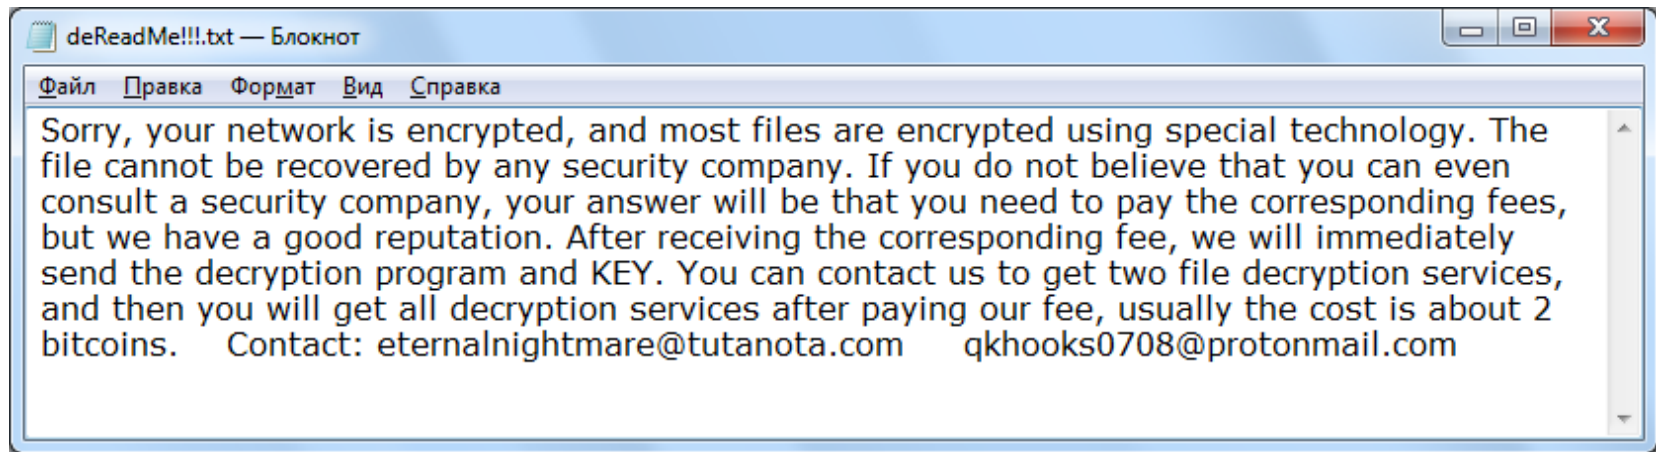 deReadMe!!!.txt — Блокнот
Файл Правка Формат Вид Справка
Sorry, your network is encrypted, and most files are encrypted using special technology. The
file cannot be recovered by any security company. If you do not believe that you can even
consult a security company, your answer will be that you need to pay the corresponding fees,
but we have a good reputation. After receiving the corresponding fee, we will immediately
send the decryption program and KEY. You can contact us to get two file decryption services,
and then you will get all decryption services after paying our fee, usually the cost is about 2
bitcoins. Contact: eternalnightmare@tutanota.com qkhooks0708@protonmail.com